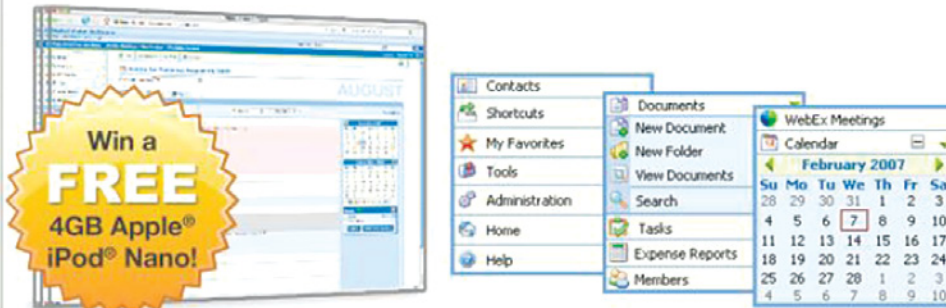 AUGUST
Win a
FREE
4GB Apple®
iPod® Nano!
Contacts
Shortcuts
My Favorites
Tools
Administration
Home
Help
Documents
New Document
New Folder
View Documents
Search
Tasks
Expense Reports
Members
WebEx Meetings
Calendar
February 2007
Su Mo Tu We Th Fr Sa
28 29 30 31 1 2 3
4 5 6 7 8 9 10
11 12 13 14 15 16 17
18 19 20 21 22 23 24
25 26 27 28 1 2 3
5 6 7 8 9 10